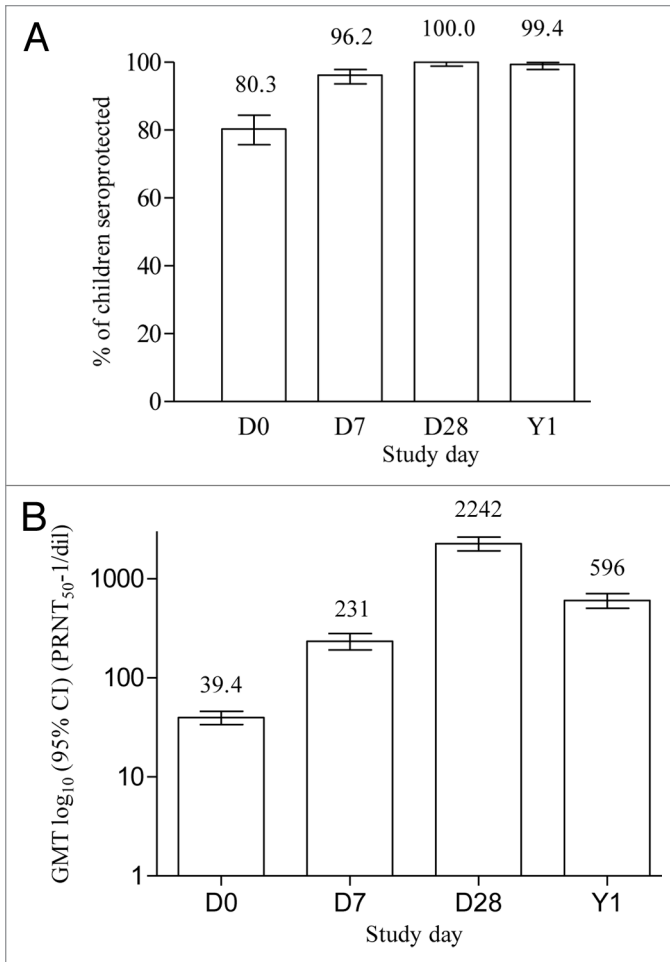 A
% of children seroprotected
100
80
60
40
20
0
80.3
96.2
100.0
99.4
D0 D7 D28 Y1
Study day
B
GMT log₁₀ (95% CI) (PRNT₅₀-1/dil)
1000
100
10
1
39.4
231
2242
596
D0 D7 D28 Y1
Study day